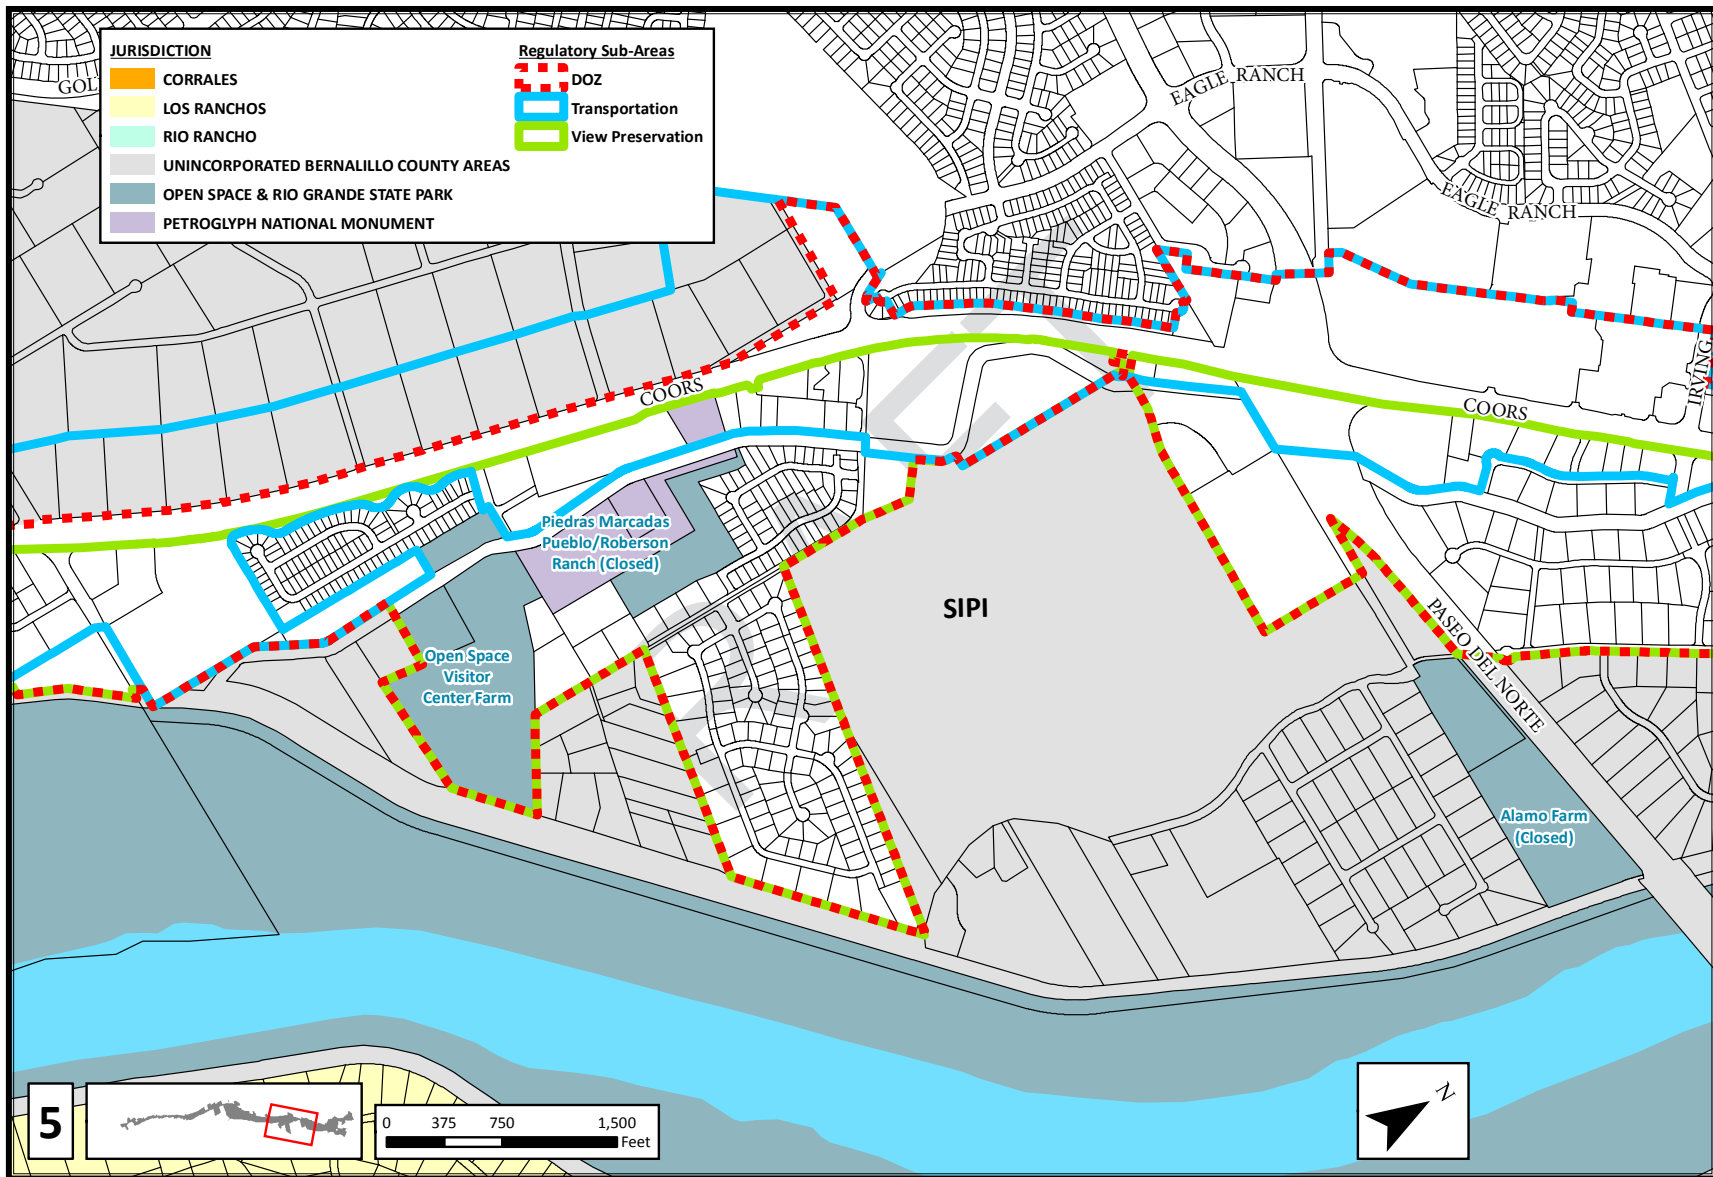 JURISDICTION
CORRALES
LOS RANCHOS
RIO RANCHO
UNINCORPORATED BERNALILLO COUNTY AREAS
OPEN SPACE & RIO GRANDE STATE PARK
PETROGLYPH NATIONAL MONUMENT
Regulatory Sub-Areas
DOZ
Transportation
View Preservation
GOL
EAGLE RANCH
EAGLE RANCH
IRVING
COORS
COORS
Piedras Marcadas
Pueblo/Roberson
Ranch (Closed)
SIPI
PASEO DEL NORTE
Open Space
Visitor
Center Farm
Alamo Farm
(Closed)
5
0 375 750 1,500
Feet
N